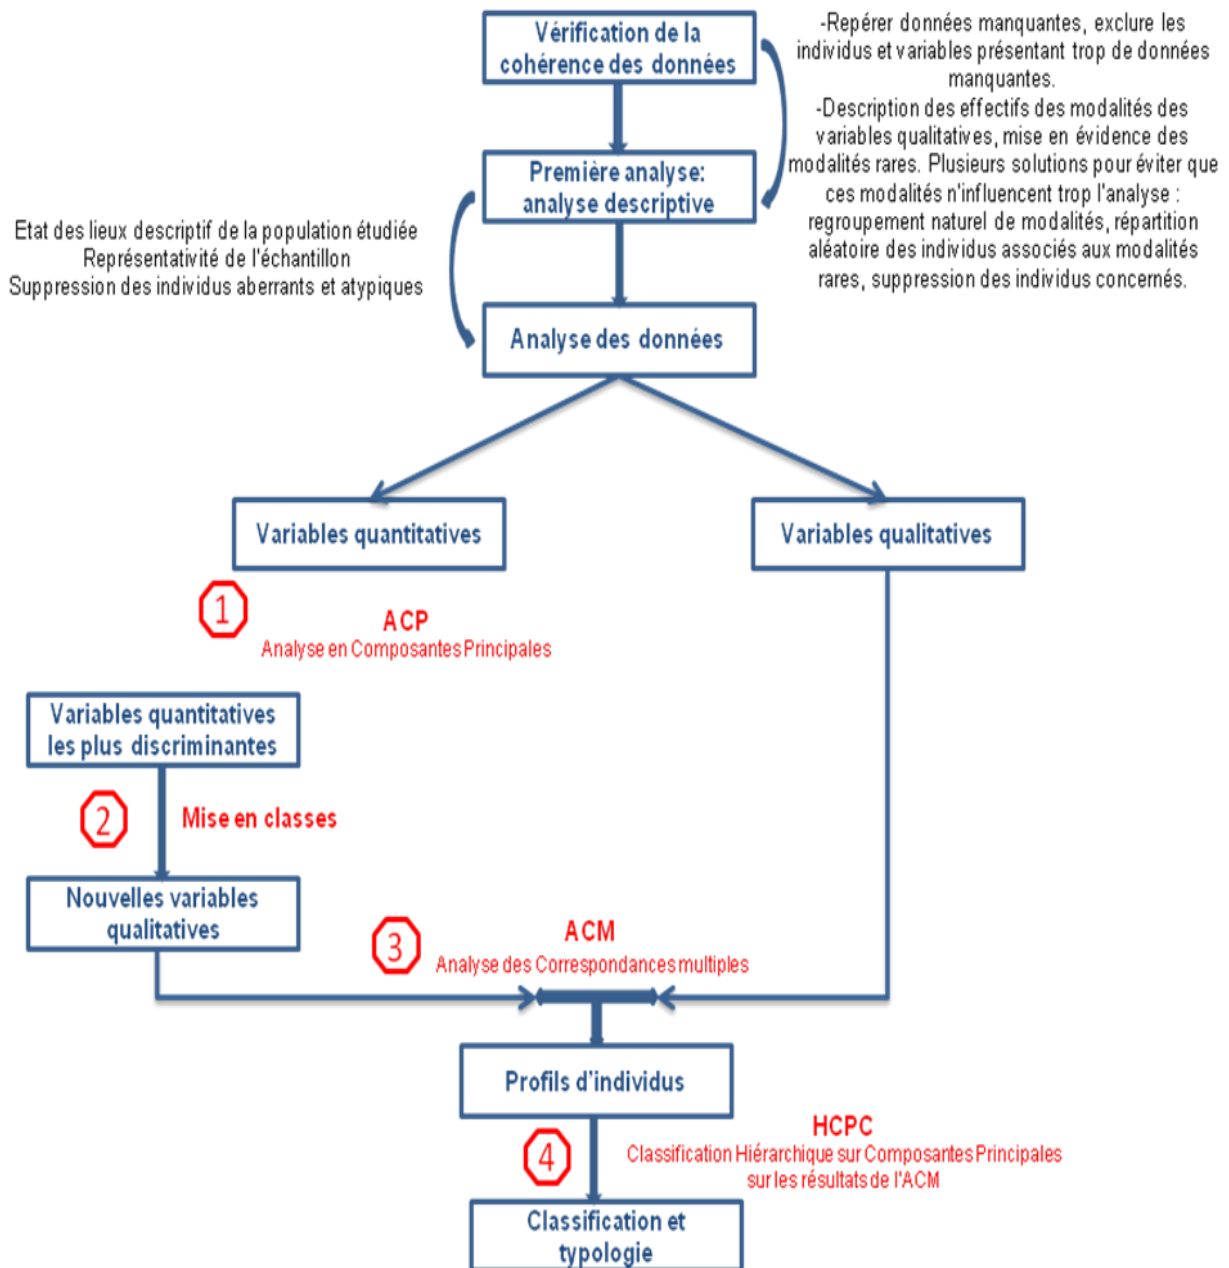 Vérification de la
cohérence des données
-Repérer données manquantes, exclure les
individus et variables présentant trop de données
manquantes.
-Description des effectifs des modalités des
variables qualitatives, mise en évidence des
modalités rares. Plusieurs solutions pour éviter que
ces modalités n'influencent trop l'analyse :
regroupement naturel de modalités, répartition
aléatoire des individus associés aux modalités
rares, suppression des individus concernés.
Première analyse:
analyse descriptive
Etat des lieux descriptif de la population étudiée
Représentativité de l'échantillon
Suppression des individus aberrants et atypiques
Analyse des données
Variables quantitatives
Variables qualitatives
1
ACP
Analyse en Composantes Principales
Variables quantitatives
les plus discriminantes
2
Mise en classes
Nouvelles variables
qualitatives
3
ACM
Analyse des Correspondances multiples
Profils d'individus
4
HCPC
Classification Hiérarchique sur Composantes Principales
sur les résultats de l'ACM
Classification et
typologie